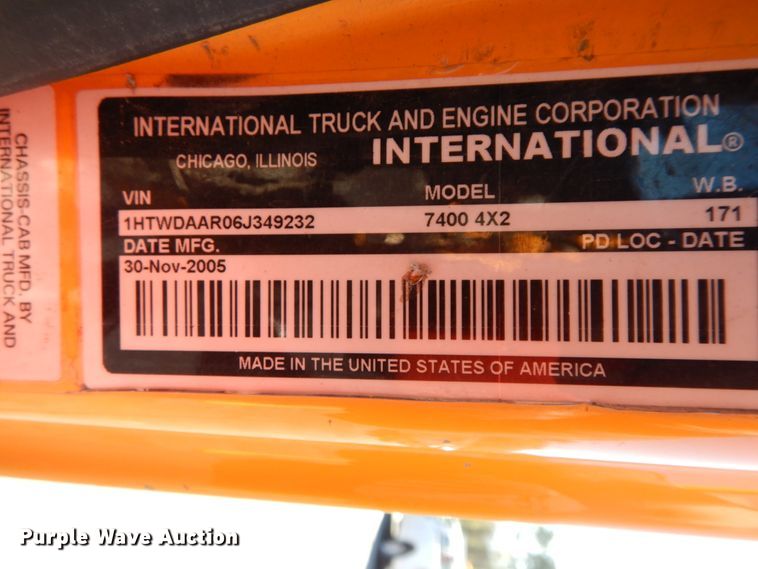 CHASSIS-CAB MFD. BY
INTERNATIONAL TRUCK AND
INTERNATIONAL TRUCK AND ENGINE CORPORATION
CHICAGO, ILLINOIS
INTERNATIONAL®
VIN MODEL W.B.
1HTWDAAR06J349232 7400 4X2 171
DATE MFG. PD LOC - DATE
30-Nov-2005
MADE IN THE UNITED STATES OF AMERICA
Purple Wave Auction